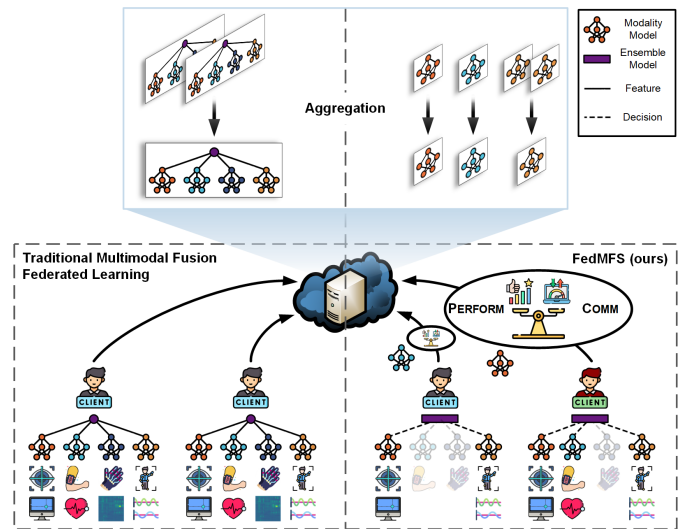 Modality
Model
Ensemble
Model
Feature
Decision
Aggregation
Traditional Multimodal Fusion
Federated Learning
FedMFS (ours)
PERFORM
COMM
CLIENT
CLIENT
CLIENT
CLIENT